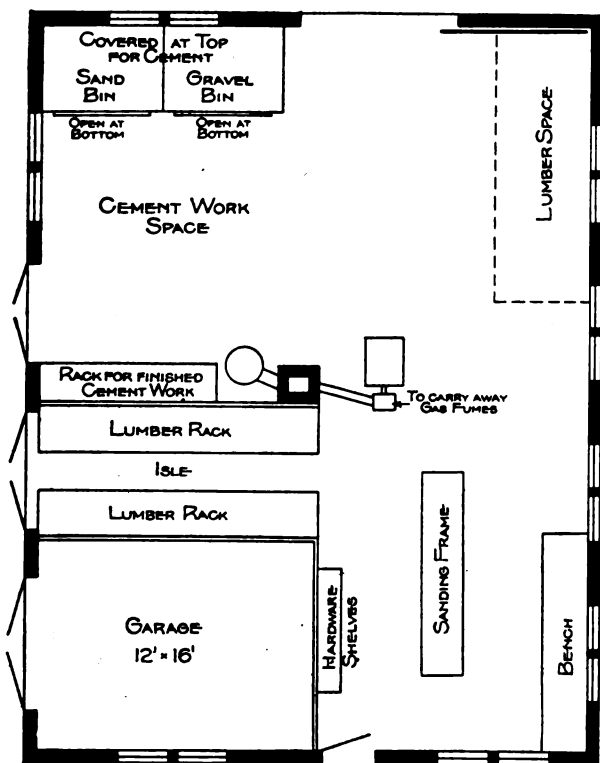 Covered at Top
for Cement
Sand
Bin
Gravel
Bin
Open at
Bottom
Open at
Bottom
Lumber Space
Cement Work
Space
Rack for finished
Cement Work
To carry away
Gas Fumes
Lumber Rack
Isle
Lumber Rack
Sanding Frame
Hardware
Shelves
Garage
12' × 16'
Bench